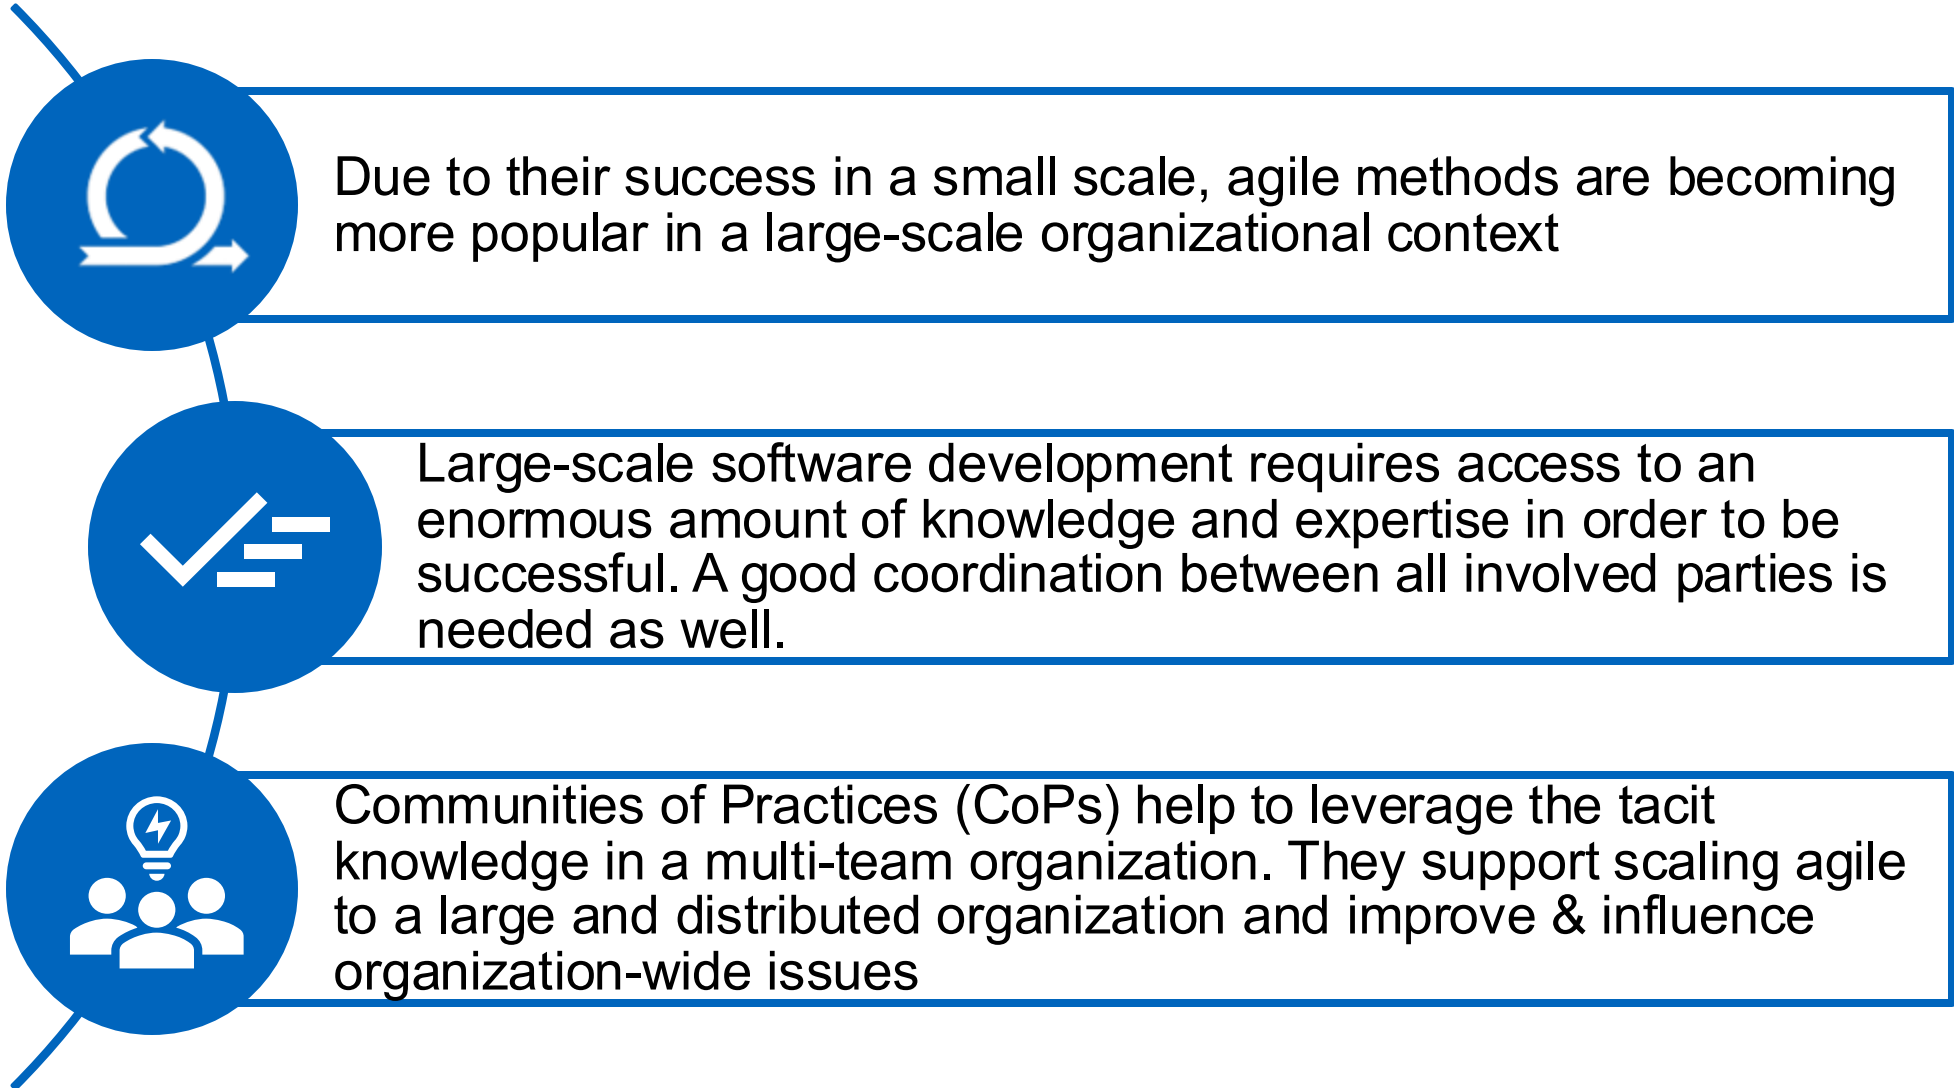 Due to their success in a small scale, agile methods are becoming
more popular in a large-scale organizational context
Large-scale software development requires access to an
enormous amount of knowledge and expertise in order to be
successful. A good coordination between all involved parties is
needed as well.
Communities of Practices (CoPs) help to leverage the tacit
knowledge in a multi-team organization. They support scaling agile
to a large and distributed organization and improve & influence
organization-wide issues